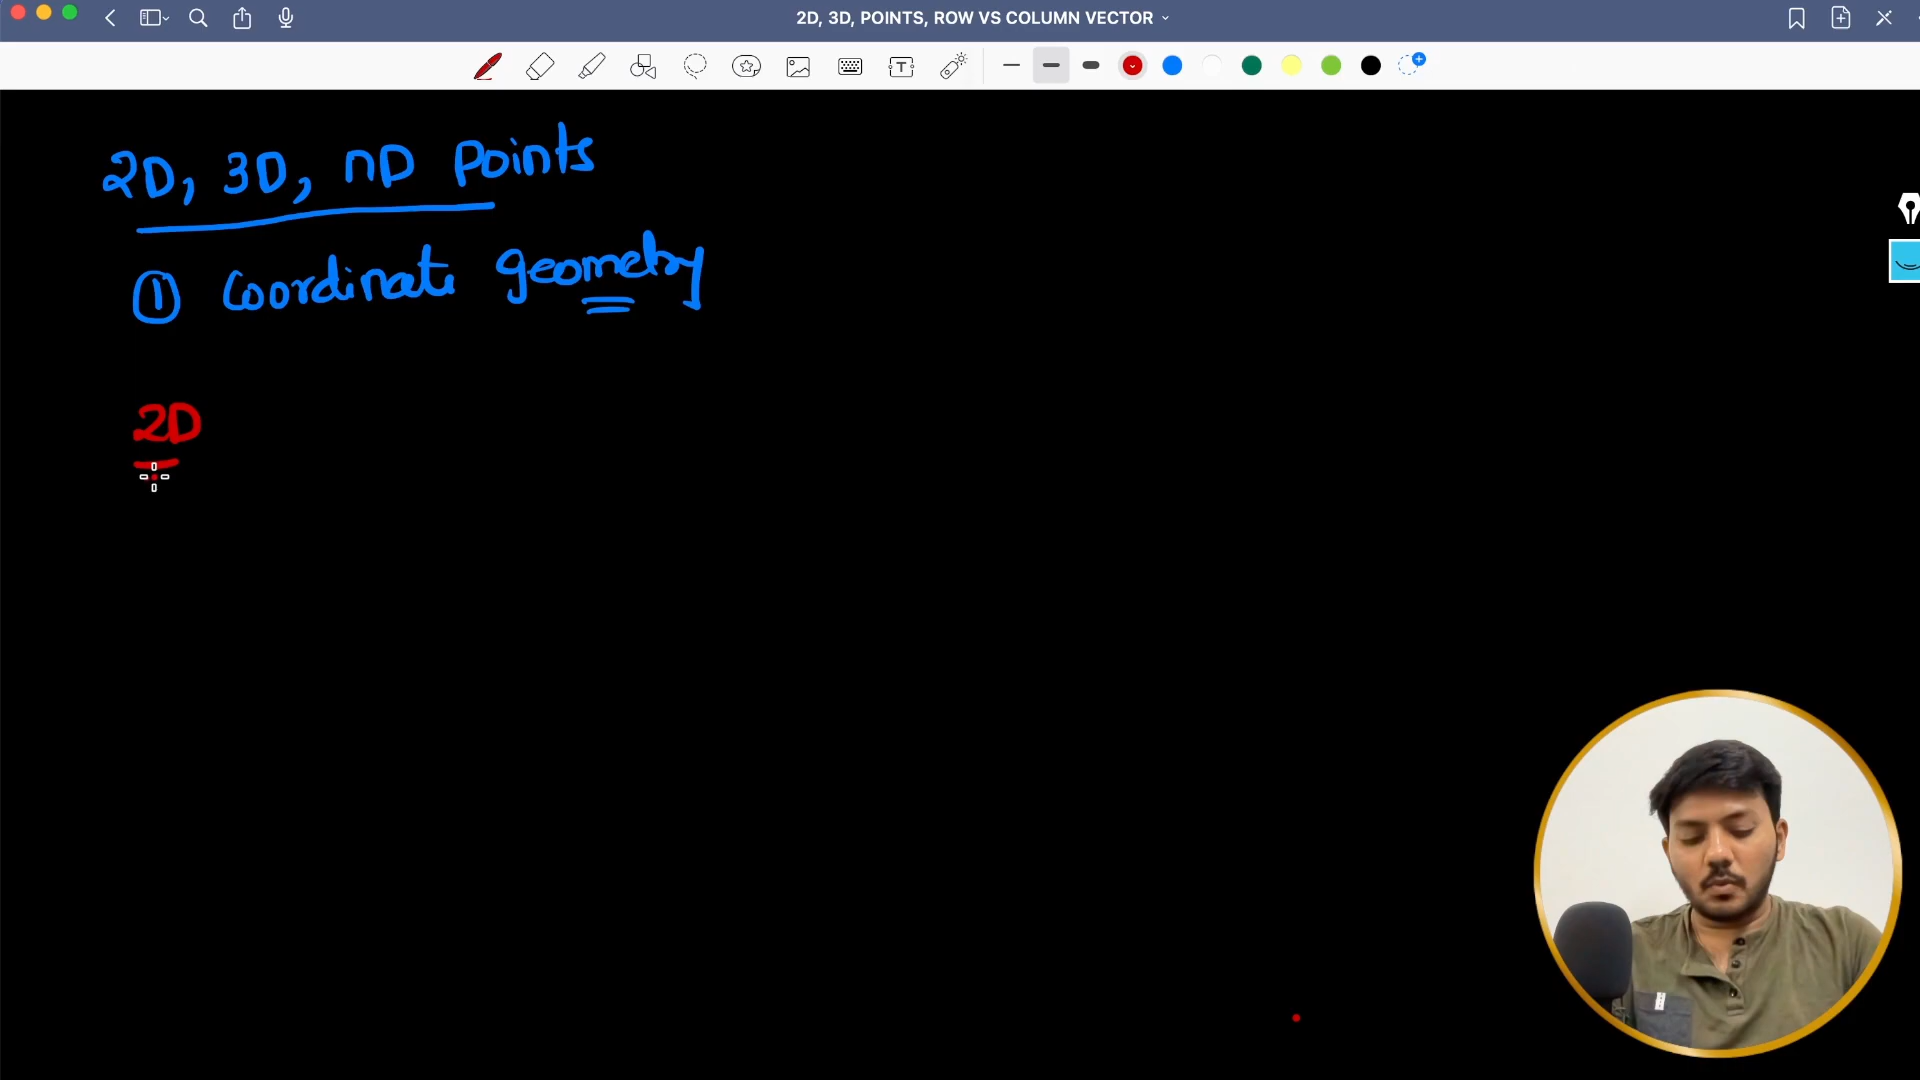 2D, 3D, POINTS, ROW VS COLUMN VECTOR
T
2D, 3D, nD Points
① Coordinate geometry
2D